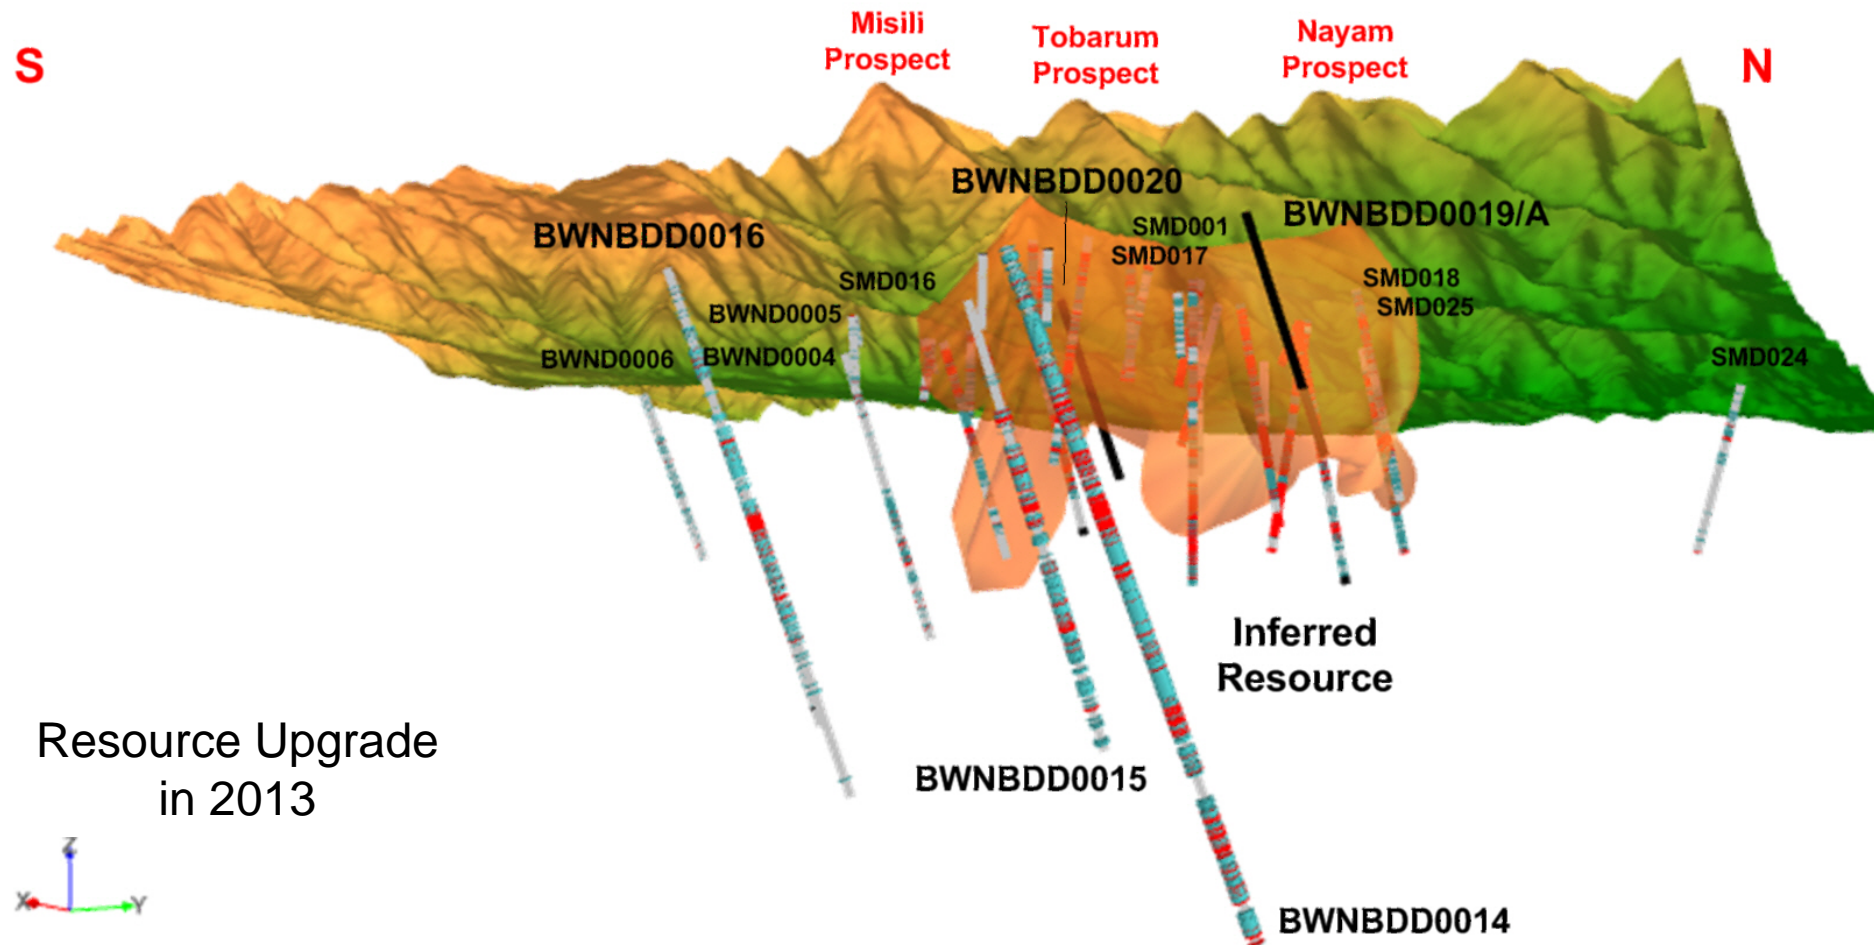 Misili
Prospect
Tobarum
Prospect
Nayam
Prospect
S
N
BWNBDD0020
BWNBDD0016
BWNBDD0019/A
SMD001
SMD017
SMD016
SMD018
SMD025
BWND0005
BWND0006
BWND0004
SMD024
Inferred
Resource
Resource Upgrade
in 2013
BWNBDD0015
BWNBDD0014
Z
X
Y